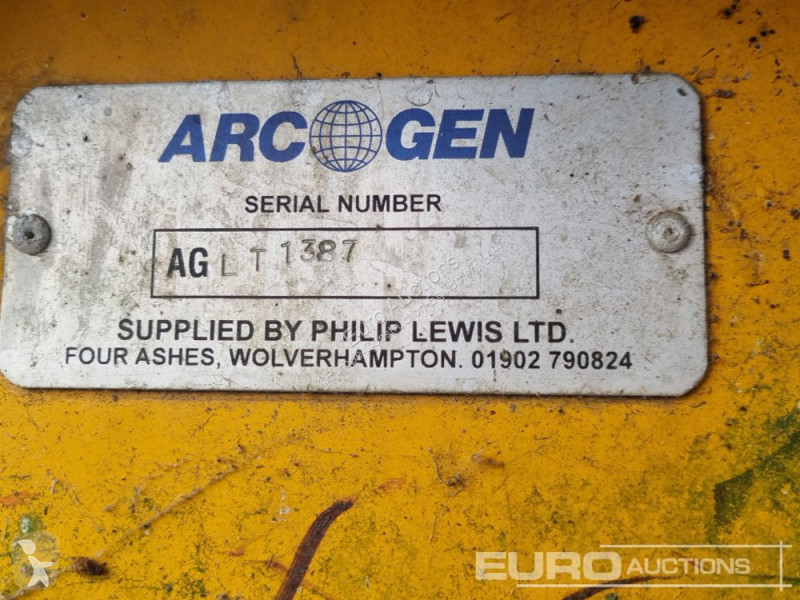 ARC GEN
SERIAL NUMBER
AG L T 1387
SUPPLIED BY PHILIP LEWIS LTD.
FOUR ASHES, WOLVERHAMPTON. 01902 790824
EURO AUCTIONS